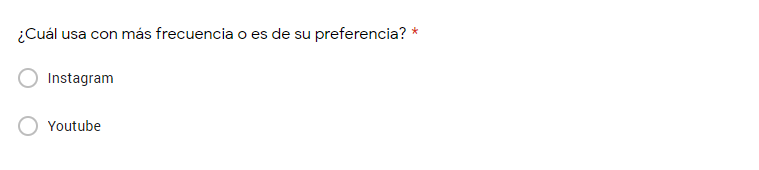 ¿Cuál usa con más frecuencia o es de su preferencia? *
Instagram
Youtube